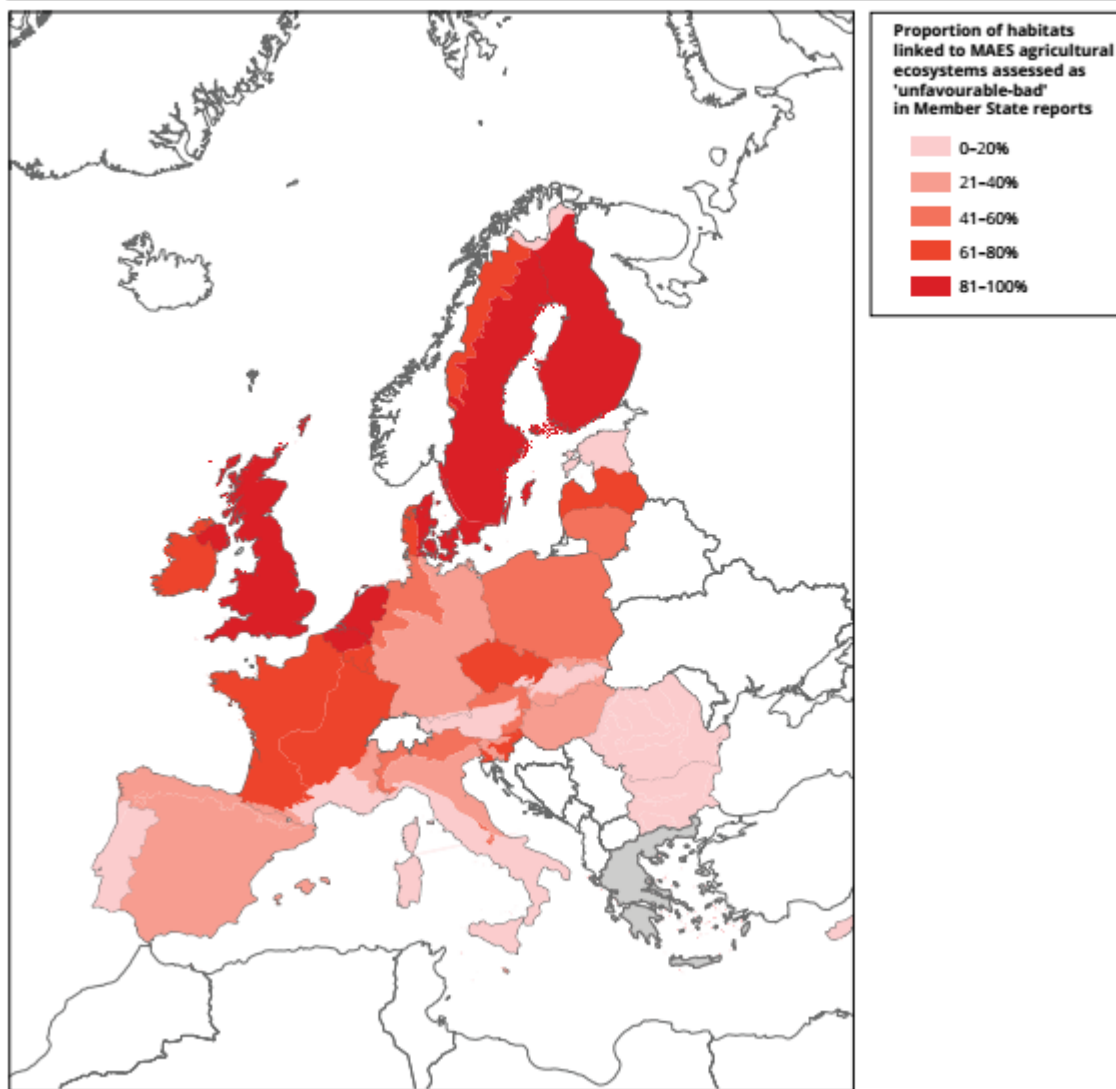 Proportion of habitats
linked to MAES agricultural
ecosystems assessed as
'unfavourable-bad'
in Member State reports
0–20%
21–40%
41–60%
61–80%
81–100%